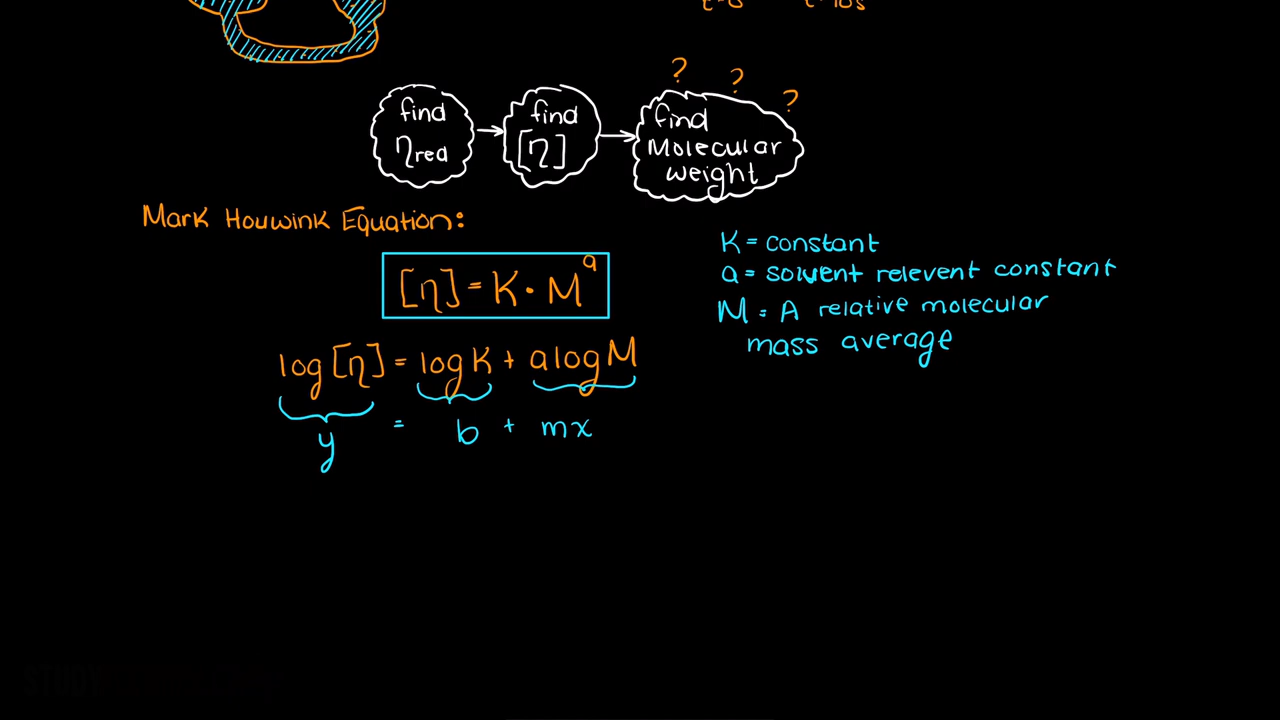 ? ? ?
find
ηred
find
[η]
find
Molecular
weight
Mark Houwink Equation:
[η] = K · M^a
K = constant
a = solvent relevent constant
M = A relative molecular
mass average
log [η] = log K + a log M
y = b + mx